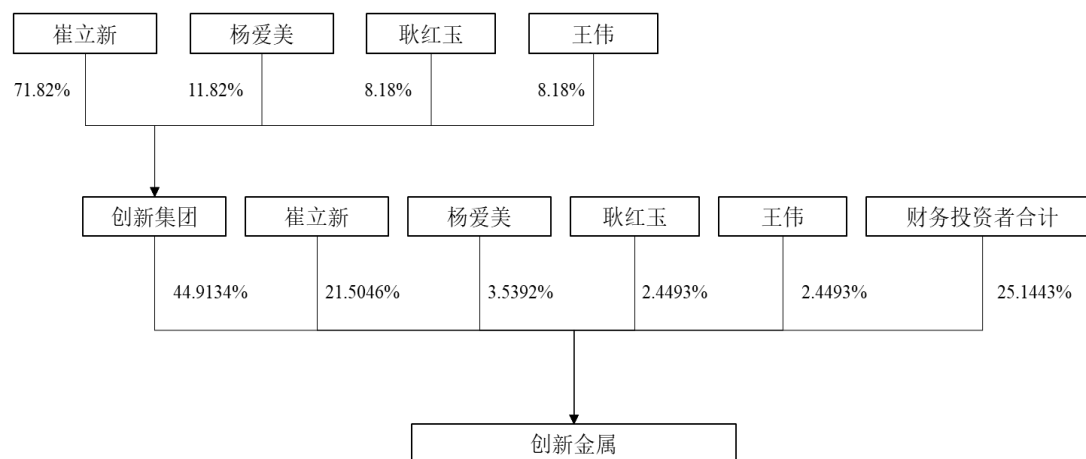 崔立新 杨爱美 耿红玉 王伟
71.82% 11.82% 8.18% 8.18%
创新集团 崔立新 杨爱美 耿红玉 王伟 财务投资者合计
44.9134% 21.5046% 3.5392% 2.4493% 2.4493% 25.1443%
创新金属